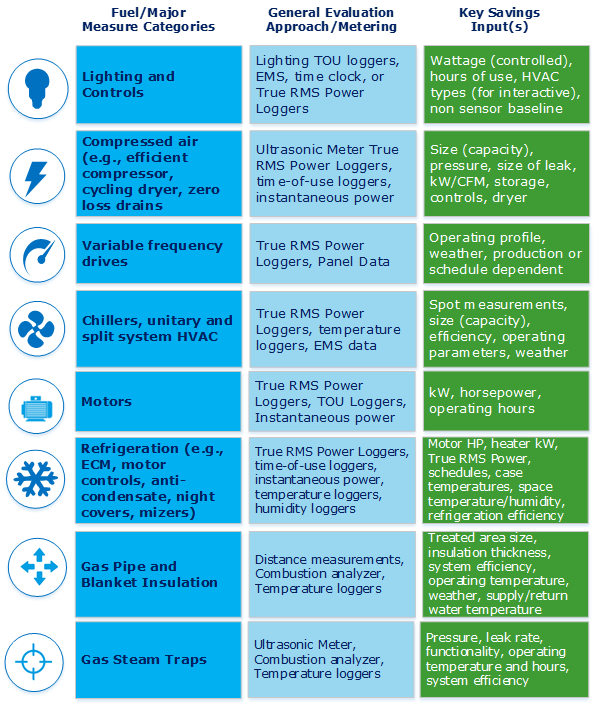 Fuel/Major
Measure Categories
General Evaluation
Approach/Metering
Key Savings
Input(s)
Lighting and
Controls
Lighting TOU loggers,
EMS, time clock, or
True RMS Power
Loggers
Wattage (controlled),
hours of use, HVAC
types (for interactive),
non sensor baseline
Compressed air
(e.g., efficient
compressor,
cycling dryer, zero
loss drains
Ultrasonic Meter True
RMS Power Loggers,
time-of-use loggers,
instantaneous power
Size (capacity),
pressure, size of leak,
kW/CFM, storage,
controls, dryer
Variable frequency
drives
True RMS Power
Loggers, Panel Data
Operating profile,
weather, production or
schedule dependent
Chillers, unitary and
split system HVAC
True RMS Power
Loggers, temperature
loggers, EMS data
Spot measurements,
size (capacity),
efficiency, operating
parameters, weather
Motors
True RMS Power
Loggers, TOU Loggers,
Instantaneous power
kW, horsepower,
operating hours
Refrigeration (e.g.,
ECM, motor
controls, anti-
condensate, night
covers, mizers)
True RMS Power Loggers,
time-of-use loggers,
instantaneous power,
temperature loggers,
humidity loggers
Motor HP, heater kW,
True RMS Power,
schedules, case
temperatures, space
temperature/humidity,
refrigeration efficiency
Gas Pipe and
Blanket Insulation
Distance measurements,
Combustion analyzer,
Temperature loggers
Treated area size,
insulation thickness,
system efficiency,
operating temperature,
weather, supply/return
water temperature
Gas Steam Traps
Ultrasonic Meter,
Combustion analyzer,
Temperature loggers
Pressure, leak rate,
functionality, operating
temperature and hours,
system efficiency